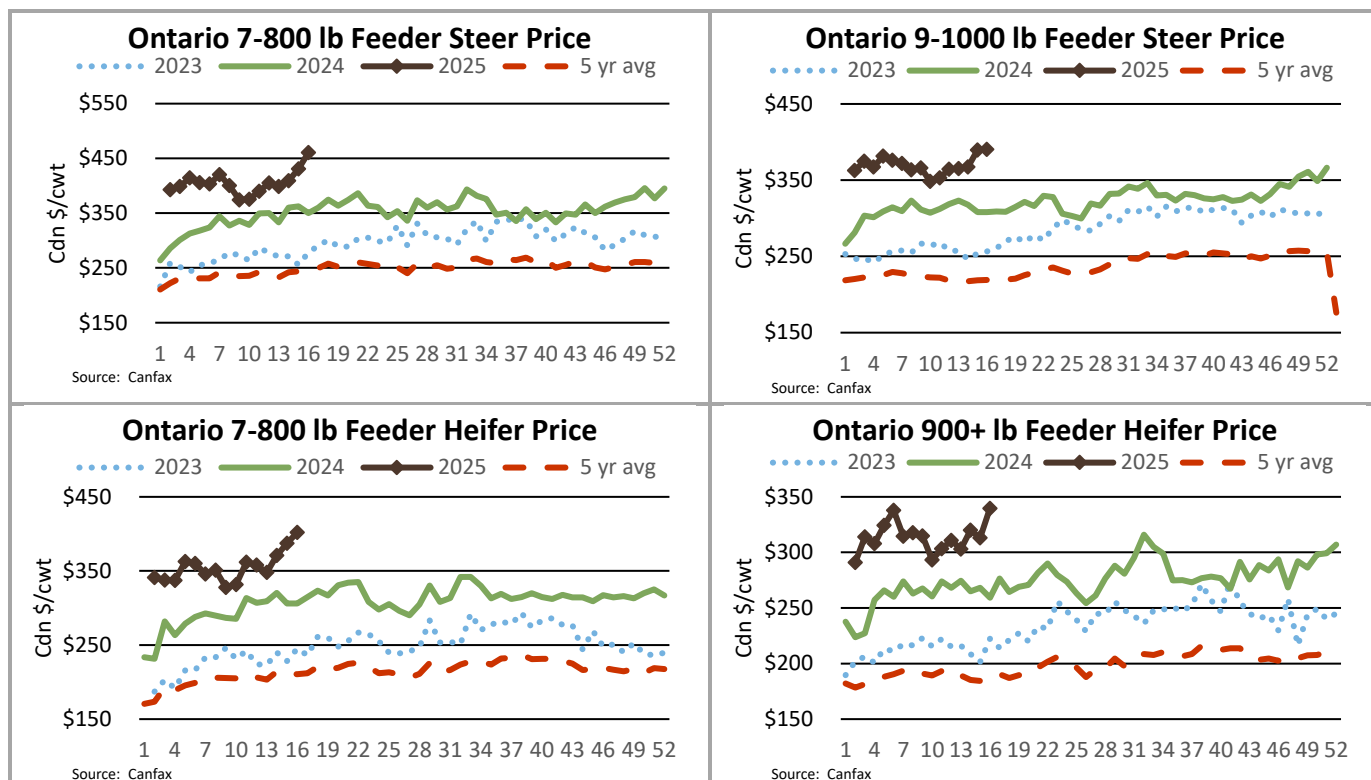 Ontario 7-800 lb Feeder Steer Price
2023 2024 2025 5 yr avg
$550
$450
$350
$250
$150
Cdn $/cwt
1 4 7 10 13 16 19 22 25 28 31 34 37 40 43 46 49 52
Source: Canfax
Ontario 9-1000 lb Feeder Steer Price
2023 2024 2025 5 yr avg
$450
$350
$250
$150
Cdn $/cwt
1 4 7 10 13 16 19 22 25 28 31 34 37 40 43 46 49 52
Source: Canfax
Ontario 7-800 lb Feeder Heifer Price
2023 2024 2025 5 yr avg
$450
$350
$250
$150
Cdn $/cwt
1 4 7 10 13 16 19 22 25 28 31 34 37 40 43 46 49 52
Source: Canfax
Ontario 900+ lb Feeder Heifer Price
2023 2024 2025 5 yr avg
$350
$300
$250
$200
$150
Cdn $/cwt
1 4 7 10 13 16 19 22 25 28 31 34 37 40 43 46 49 52
Source: Canfax